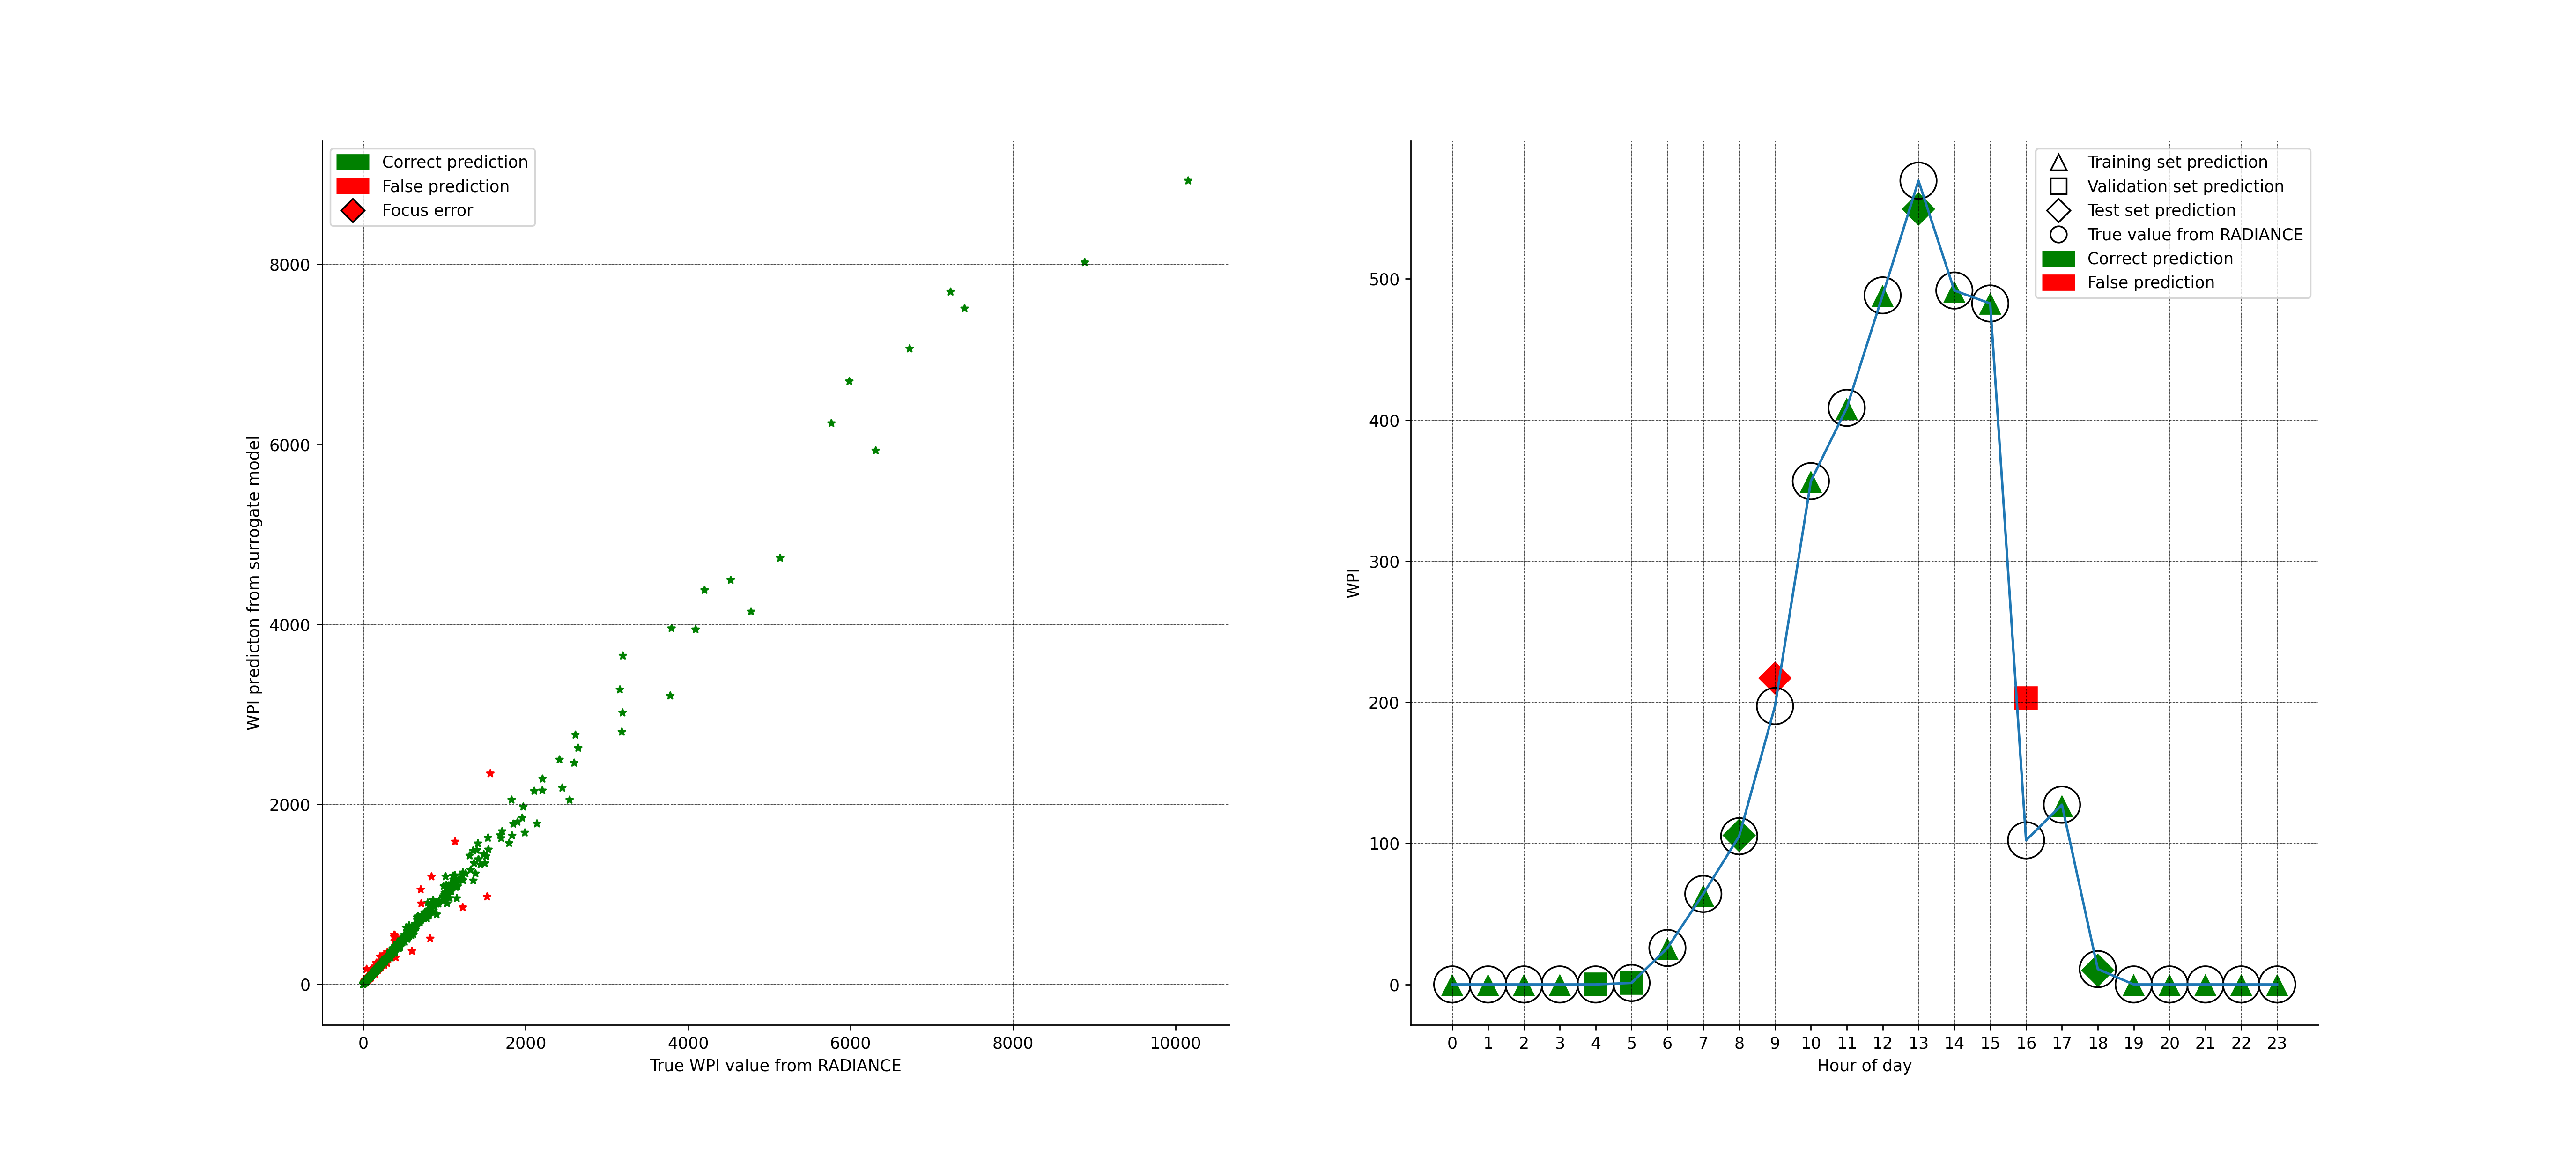 Correct prediction
False prediction
Focus error
8000
6000
4000
2000
0
WPI predicton from surrogate model
0 2000 4000 6000 8000 10000
True WPI value from RADIANCE
Training set prediction
Validation set prediction
Test set prediction
True value from RADIANCE
Correct prediction
False prediction
500
400
300
200
100
0
WPI
0 1 2 3 4 5 6 7 8 9 10 11 12 13 14 15 16 17 18 19 20 21 22 23
Hour of day